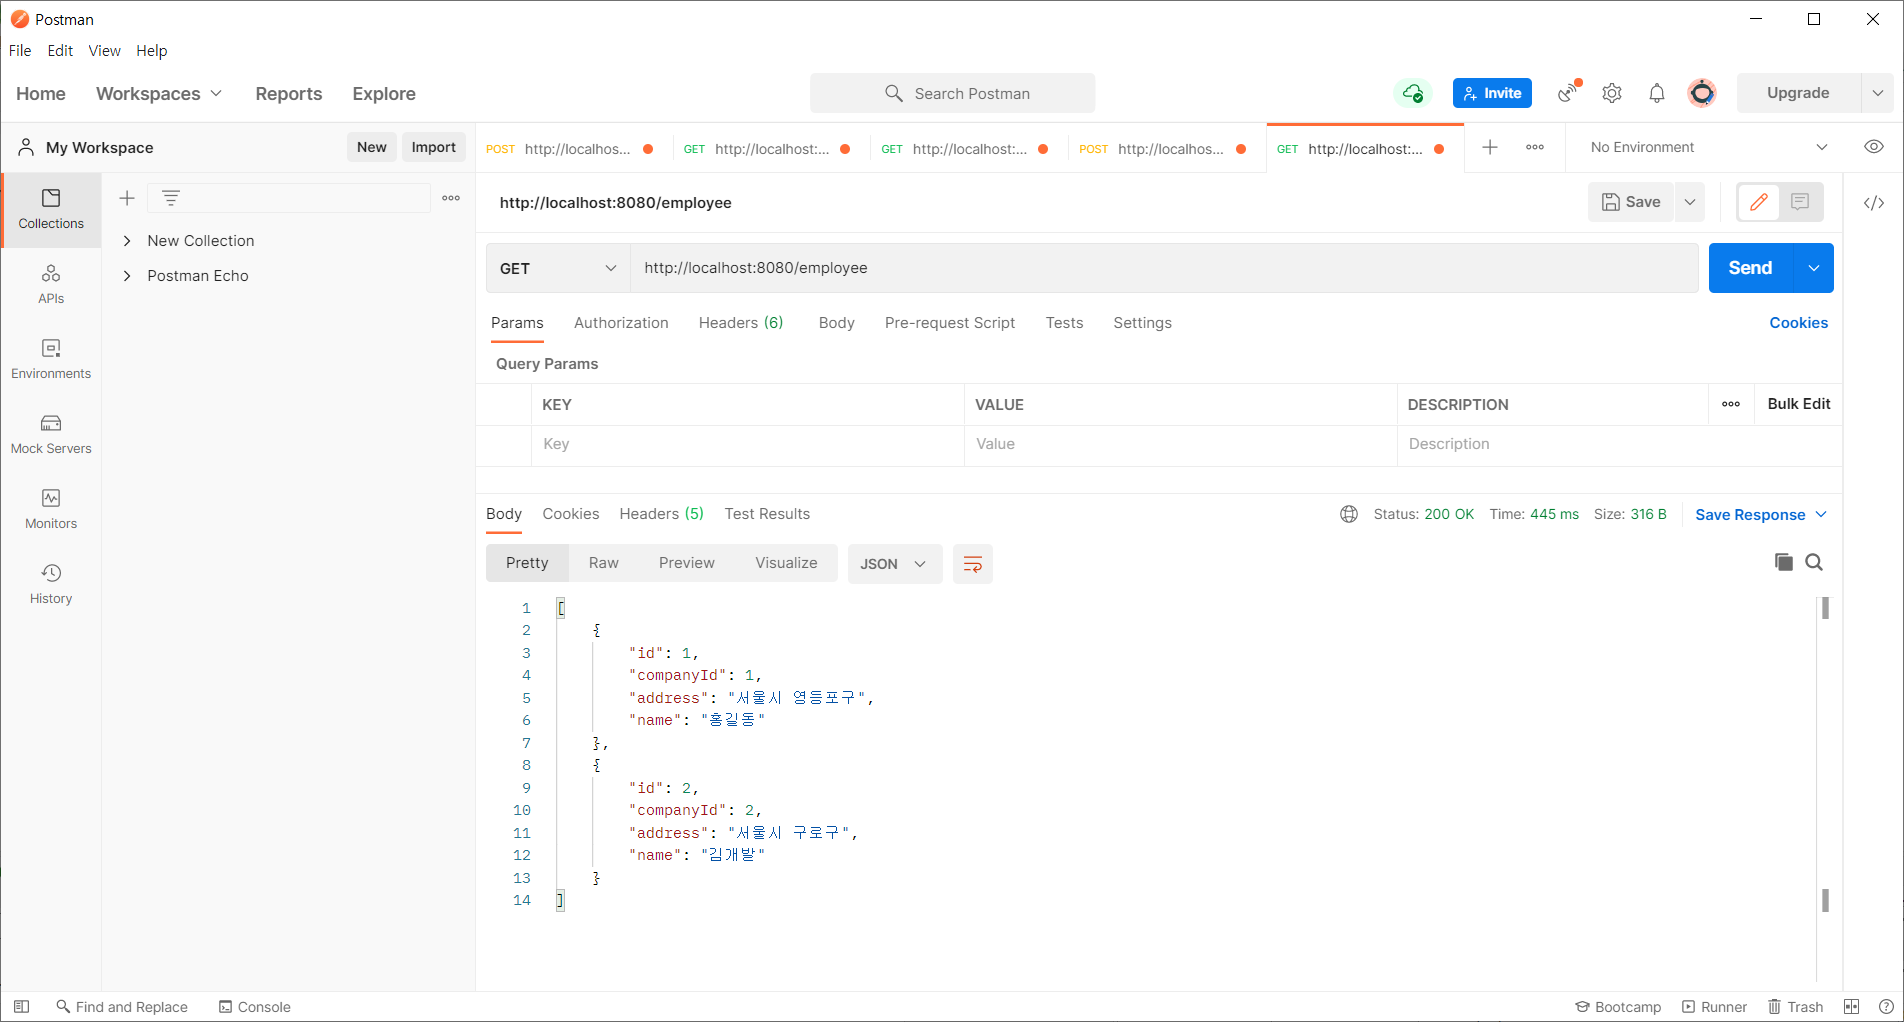 Postman
File Edit View Help
Home Workspaces Reports Explore Search Postman Invite Upgrade
My Workspace New Import
POST http://localhos... GET http://localhost:... GET http://localhost:... POST http://localhos... GET http://localhost:... No Environment
Collections
APIs
Environments
Mock Servers
Monitors
History
New Collection
Postman Echo
http://localhost:8080/employee Save
GET http://localhost:8080/employee Send
Params Authorization Headers (6) Body Pre-request Script Tests Settings Cookies
Query Params
KEY VALUE DESCRIPTION Bulk Edit
Key Value Description
Body Cookies Headers (5) Test Results Status: 200 OK Time: 445 ms Size: 316 B Save Response
Pretty Raw Preview Visualize JSON
1 [
2 {
3 "id": 1,
4 "companyId": 1,
5 "address": "서울시 영등포구",
6 "name": "홍길동"
7 },
8 {
9 "id": 2,
10 "companyId": 2,
11 "address": "서울시 구로구",
12 "name": "김개발"
13 }
14 ]
Find and Replace Console Bootcamp Runner Trash